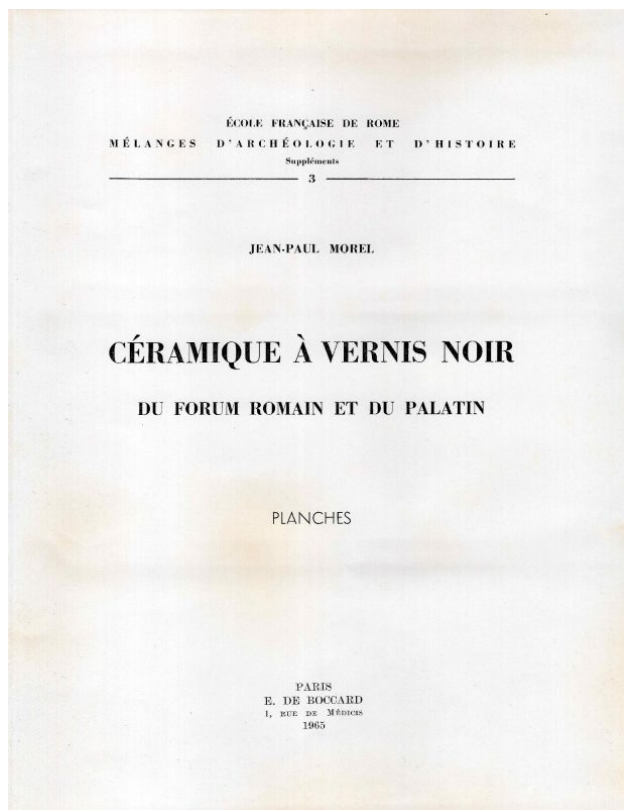 ÉCOLE FRANÇAISE DE ROME
MÉLANGES D'ARCHÉOLOGIE ET D'HISTOIRE
Suppléments
3
JEAN-PAUL MOREL
CÉRAMIQUE À VERNIS NOIR
DU FORUM ROMAIN ET DU PALATIN
PLANCHES
PARIS
E. DE BOCCARD
1, RUE DE MÉDICIS
1965